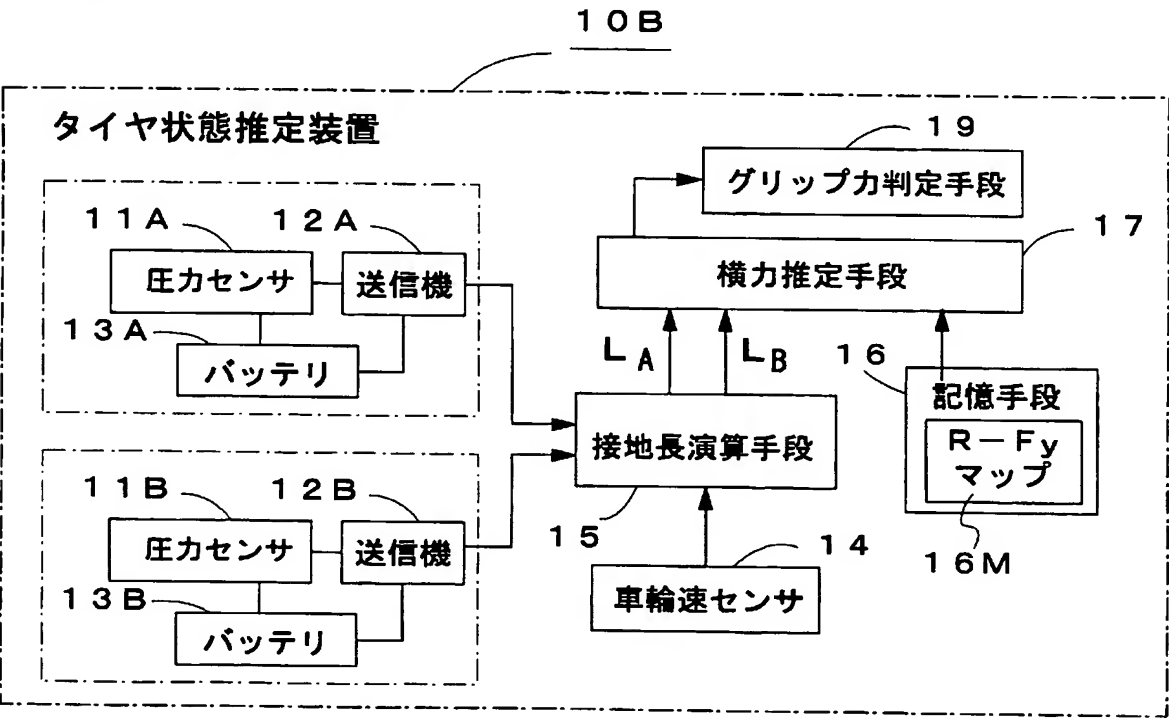 １０Ｂ
タイヤ状態推定装置
１１Ａ
１２Ａ
圧力センサ
送信機
１３Ａ
バッテリ
１１Ｂ
１２Ｂ
圧力センサ
送信機
１３Ｂ
バッテリ
１９
グリップ力判定手段
１７
横力推定手段
ＬA
ＬB
１６
記憶手段
Ｒ－Ｆｙ
マップ
１６Ｍ
接地長演算手段
１５
１４
車輪速センサ